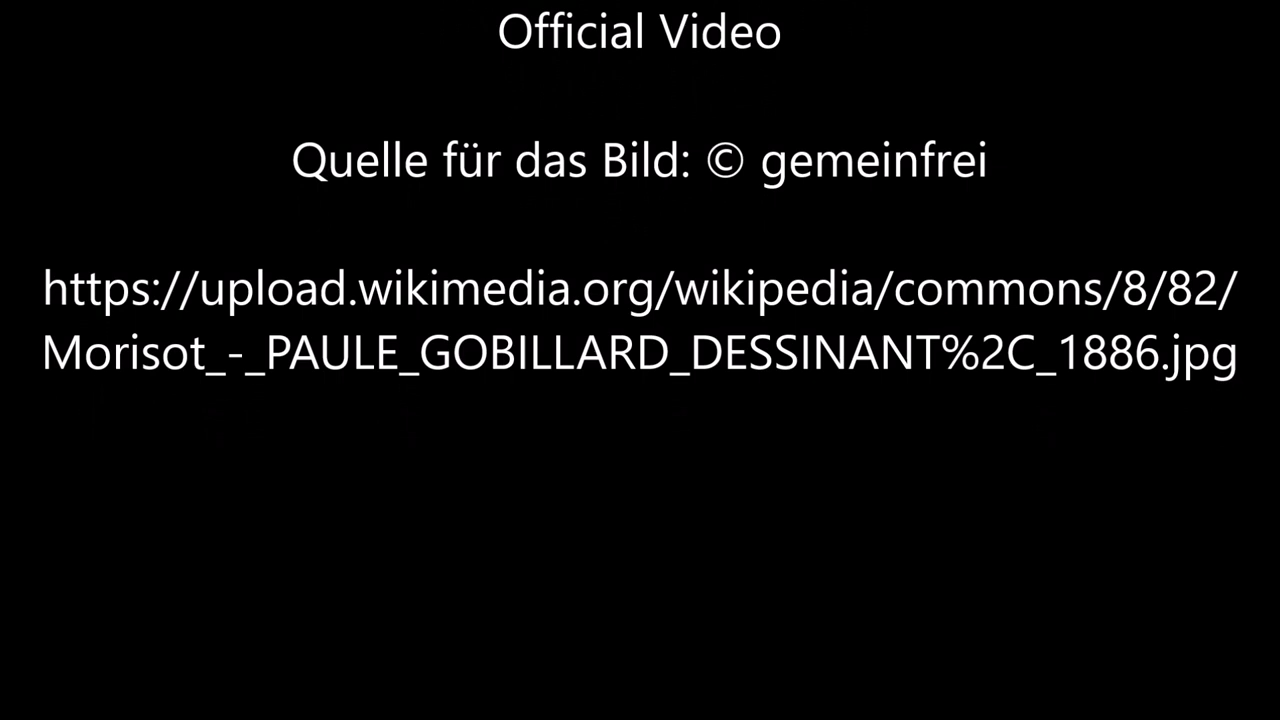 Official Video
Quelle für das Bild: © gemeinfrei
https://upload.wikimedia.org/wikipedia/commons/8/82/
Morisot_-_PAULE_GOBILLARD_DESSINANT%2C_1886.jpg